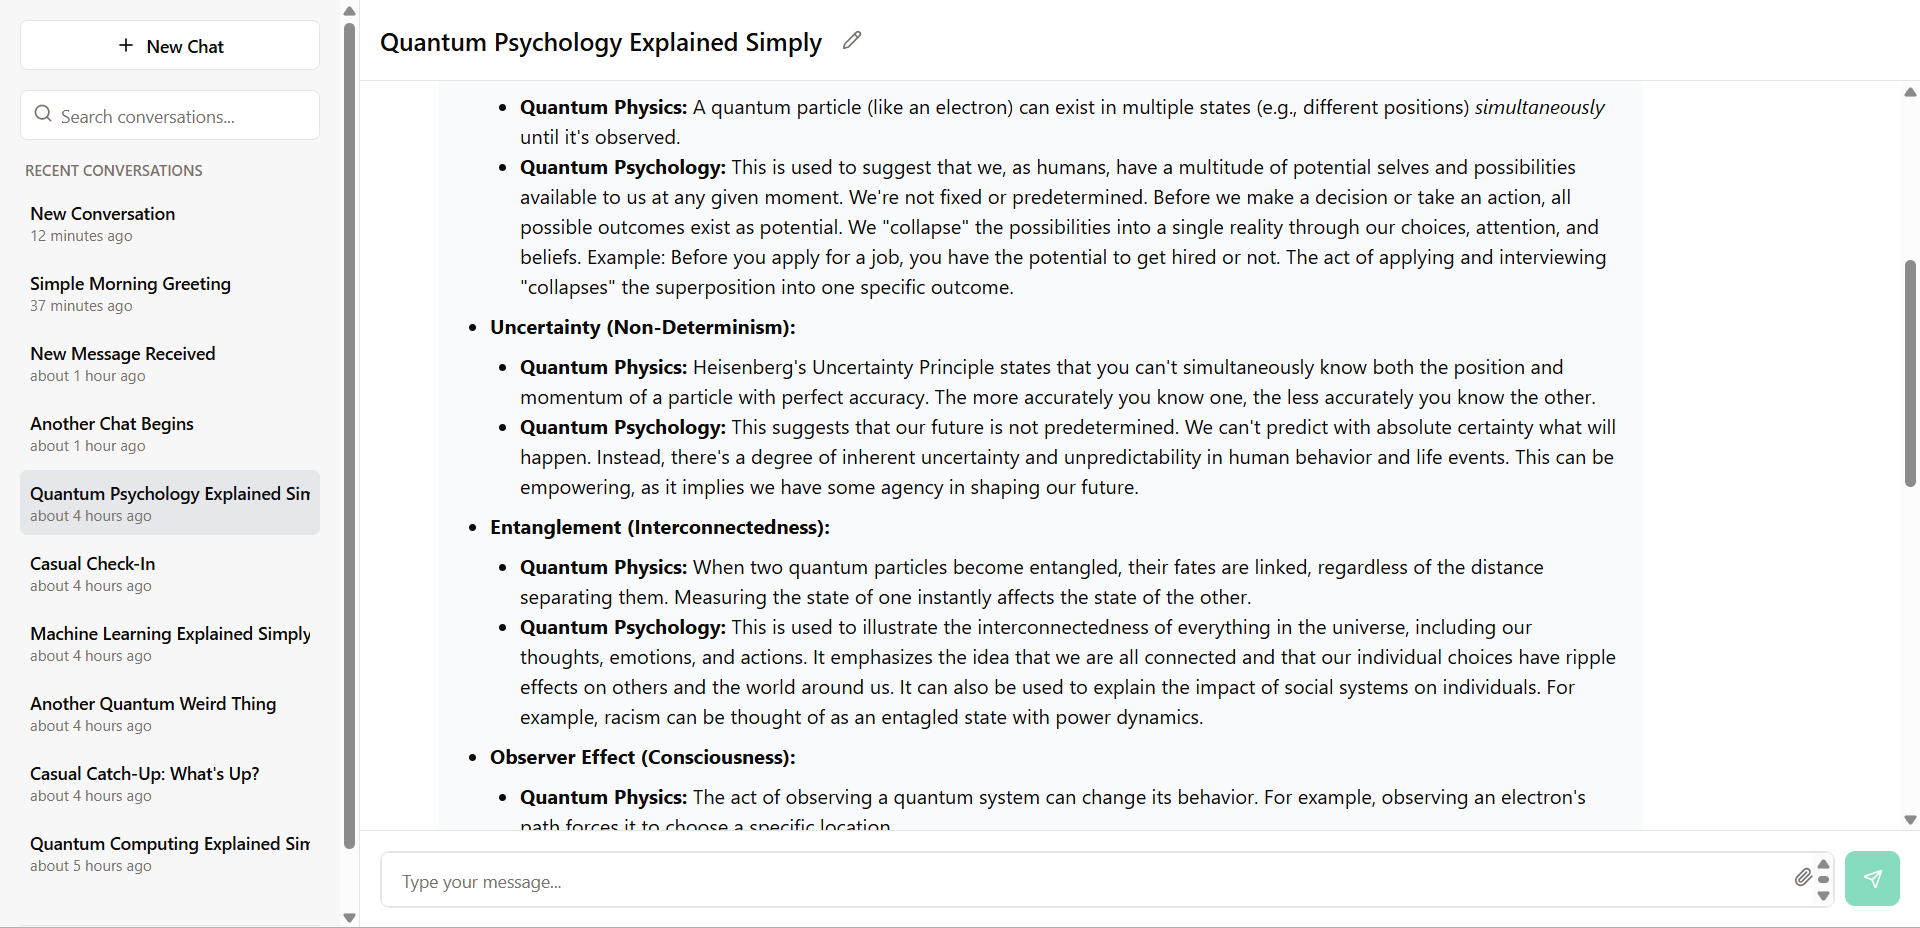 New Chat
Search conversations...
RECENT CONVERSATIONS
New Conversation
12 minutes ago
Simple Morning Greeting
37 minutes ago
New Message Received
about 1 hour ago
Another Chat Begins
about 1 hour ago
Quantum Psychology Explained Sim
about 4 hours ago
Casual Check-In
about 4 hours ago
Machine Learning Explained Simply
about 4 hours ago
Another Quantum Weird Thing
about 4 hours ago
Casual Catch-Up: What's Up?
about 4 hours ago
Quantum Computing Explained Sim
about 5 hours ago
Quantum Psychology Explained Simply
• Quantum Physics: A quantum particle (like an electron) can exist in multiple states (e.g., different positions) simultaneously
until it's observed.
• Quantum Psychology: This is used to suggest that we, as humans, have a multitude of potential selves and possibilities
available to us at any given moment. We're not fixed or predetermined. Before we make a decision or take an action, all
possible outcomes exist as potential. We "collapse" the possibilities into a single reality through our choices, attention, and
beliefs. Example: Before you apply for a job, you have the potential to get hired or not. The act of applying and interviewing
"collapses" the superposition into one specific outcome.
• Uncertainty (Non-Determinism):
• Quantum Physics: Heisenberg's Uncertainty Principle states that you can't simultaneously know both the position and
momentum of a particle with perfect accuracy. The more accurately you know one, the less accurately you know the other.
• Quantum Psychology: This suggests that our future is not predetermined. We can't predict with absolute certainty what will
happen. Instead, there's a degree of inherent uncertainty and unpredictability in human behavior and life events. This can be
empowering, as it implies we have some agency in shaping our future.
• Entanglement (Interconnectedness):
• Quantum Physics: When two quantum particles become entangled, their fates are linked, regardless of the distance
separating them. Measuring the state of one instantly affects the state of the other.
• Quantum Psychology: This is used to illustrate the interconnectedness of everything in the universe, including our
thoughts, emotions, and actions. It emphasizes the idea that we are all connected and that our individual choices have ripple
effects on others and the world around us. It can also be used to explain the impact of social systems on individuals. For
example, racism can be thought of as an entagled state with power dynamics.
• Observer Effect (Consciousness):
• Quantum Physics: The act of observing a quantum system can change its behavior. For example, observing an electron's
path forces it to choose a specific location.
Type your message...